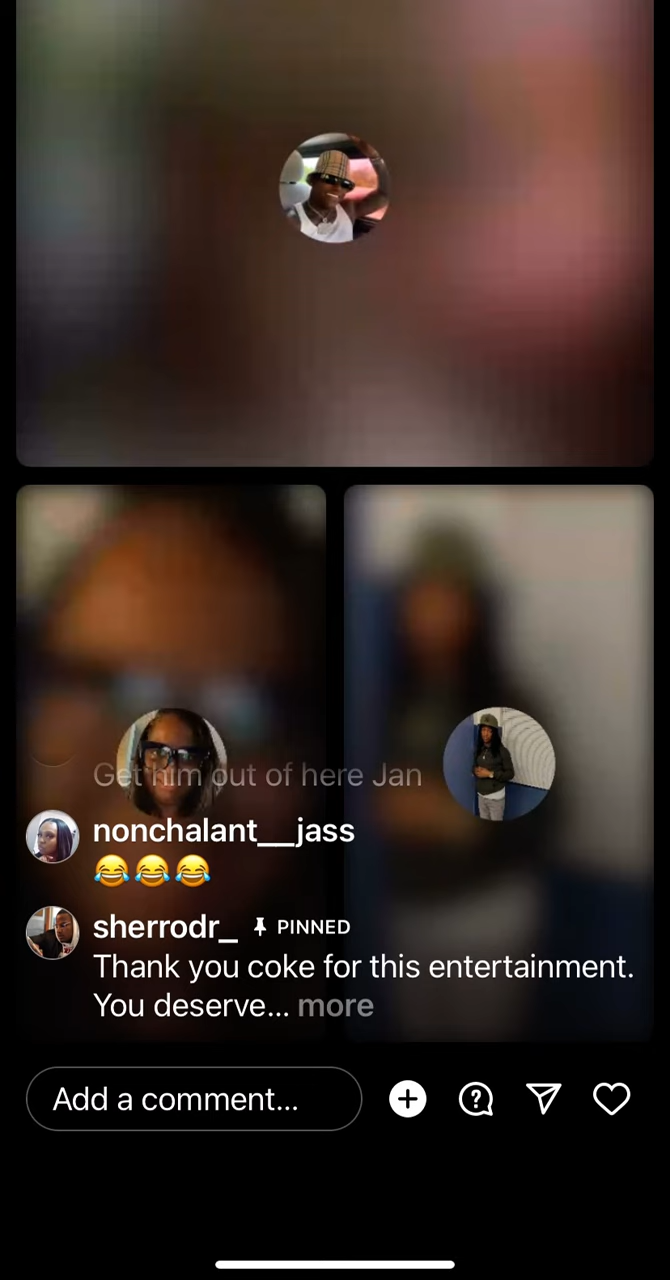 Get him out of here Jan
nonchalant__jass
😂😂😂
sherrodr_ PINNED
Thank you coke for this entertainment.
You deserve... more
Add a comment...